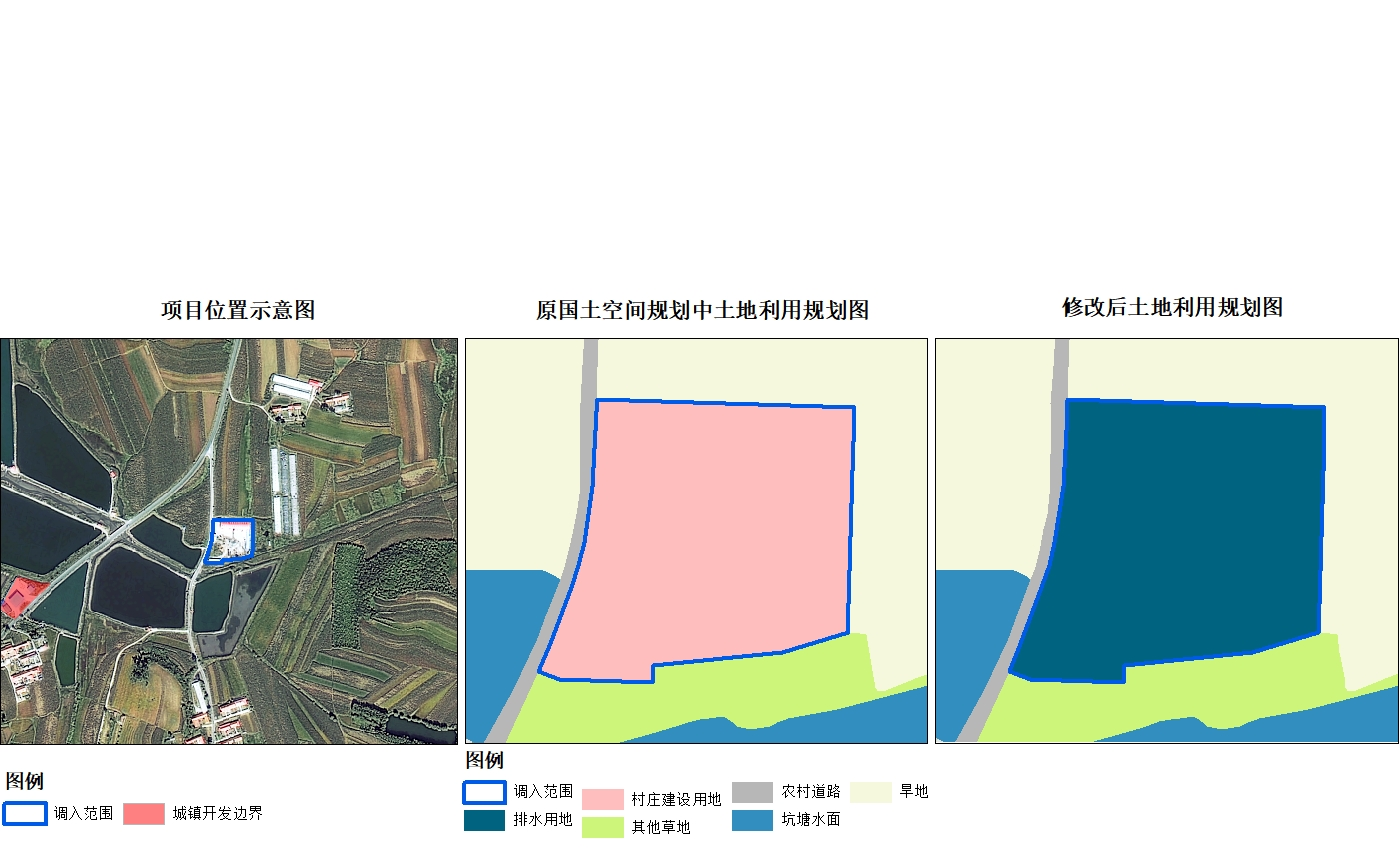 项目位置示意图
原国土空间规划中土地利用规划图
修改后土地利用规划图
图例
调入范围
城镇开发边界
图例
调入范围
村庄建设用地
农村道路
旱地
排水用地
其他草地
坑塘水面